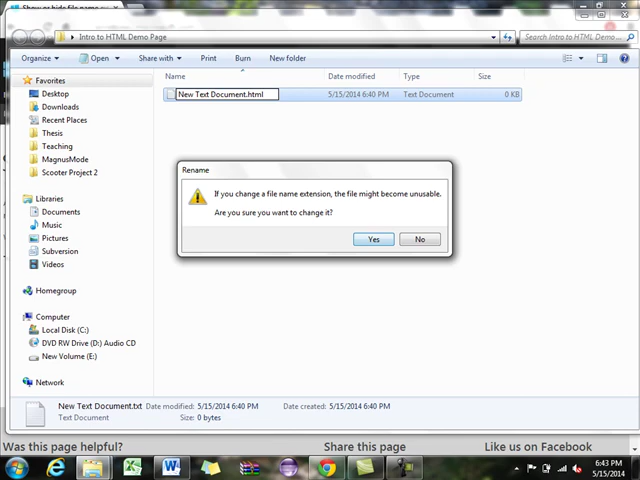 Show or hide file name
Intro to HTML Demo Page
Search Intro to HTML Demo ...
Organize
Open
Share with
Print
Burn
New folder
Name
Date modified
Type
Size
New Text Document.html
5/15/2014 6:40 PM
Text Document
0 KB
Favorites
Desktop
Downloads
Recent Places
Thesis
Teaching
MagnusMode
Scooter Project 2
Libraries
Documents
Music
Pictures
Subversion
Videos
Homegroup
Computer
Local Disk (C:)
DVD RW Drive (D:) Audio CD
New Volume (E:)
Network
Rename
If you change a file name extension, the file might become unusable.
Are you sure you want to change it?
Yes
No
New Text Document.txt Date modified: 5/15/2014 6:40 PM Date created: 5/15/2014 6:40 PM
Text Document Size: 0 bytes
Was this page helpful?
Share this page
Like us on Facebook
6:43 PM
5/15/2014